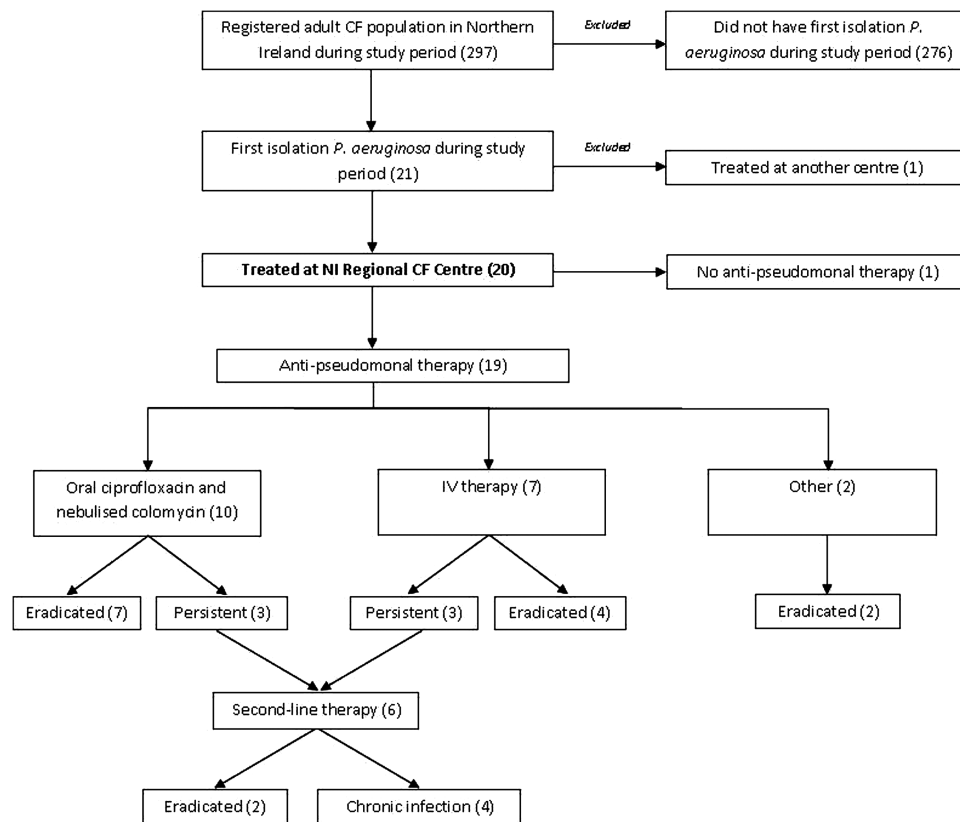 Registered adult CF population in Northern
Ireland during study period (297)
Excluded
Did not have first isolation P.
aeruginosa during study period (276)
First isolation P. aeruginosa during study
period (21)
Excluded
Treated at another centre (1)
Treated at NI Regional CF Centre (20)
No anti-pseudomonal therapy (1)
Anti-pseudomonal therapy (19)
Oral ciprofloxacin and
nebulised colomycin (10)
IV therapy (7)
Other (2)
Eradicated (7)
Persistent (3)
Persistent (3)
Eradicated (4)
Eradicated (2)
Second-line therapy (6)
Eradicated (2)
Chronic infection (4)